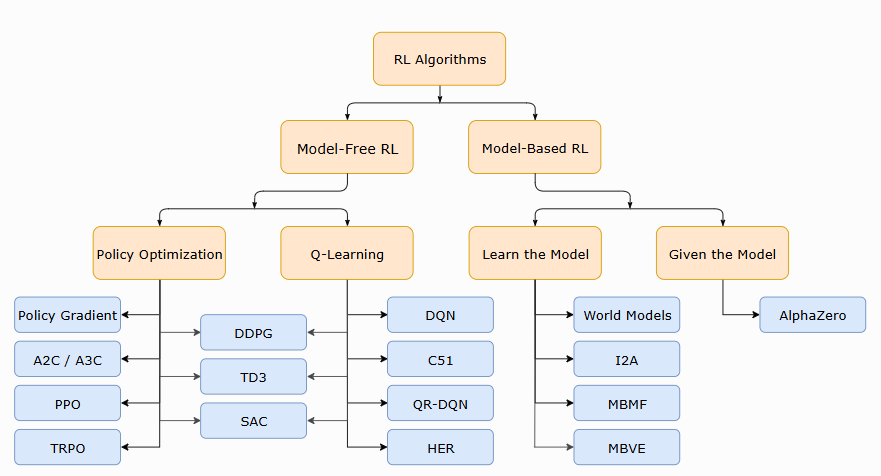 RL Algorithms
Model-Free RL
Model-Based RL
Policy Optimization
Q-Learning
Learn the Model
Given the Model
Policy Gradient
DDPG
DQN
World Models
AlphaZero
A2C / A3C
TD3
C51
I2A
PPO
SAC
QR-DQN
MBMF
TRPO
HER
MBVE